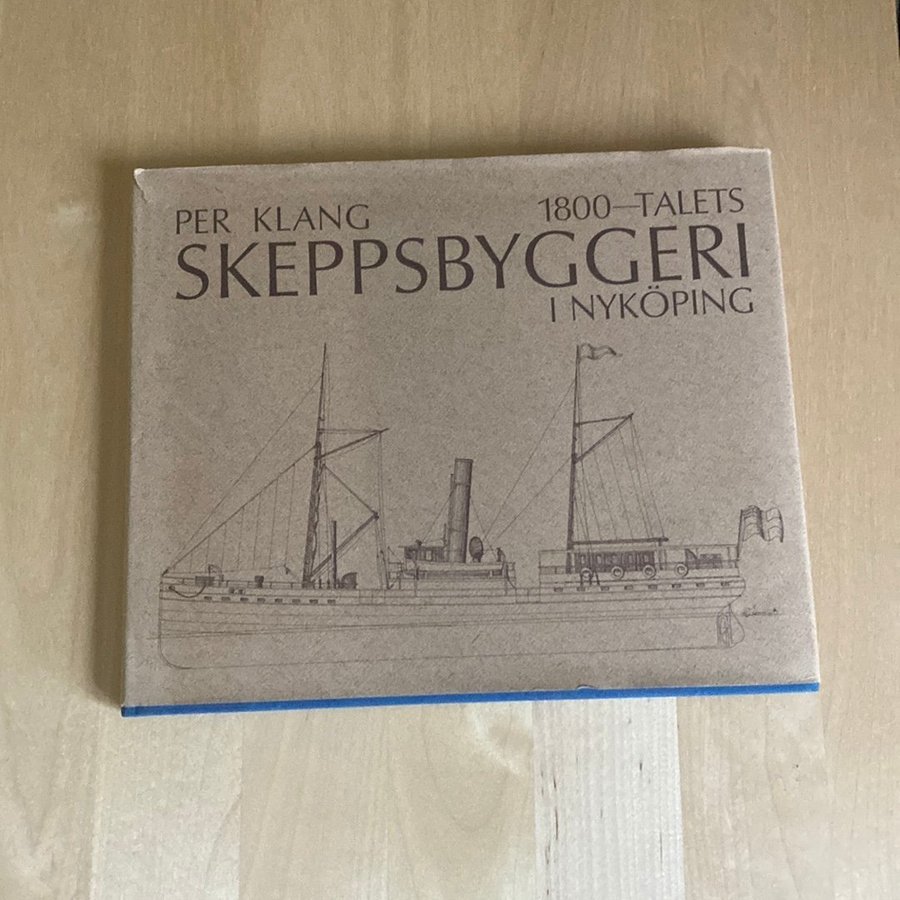 PER KLANG
1800–TALETS
SKEPPSBYGGERI
I NYKÖPING